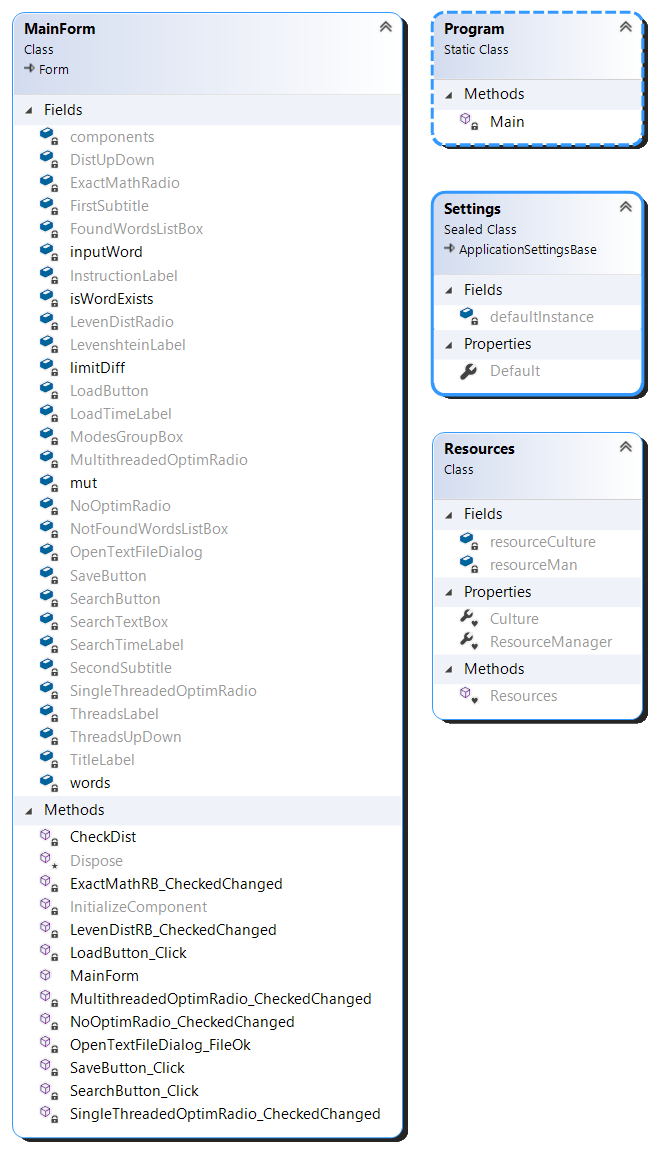 MainForm
Class
Form
Fields
components
DistUpDown
ExactMathRadio
FirstSubtitle
FoundWordsListBox
inputWord
InstructionLabel
isWordExists
LevenDistRadio
LevenshteinLabel
limitDiff
LoadButton
LoadTimeLabel
ModesGroupBox
MultithreadedOptimRadio
mut
NoOptimRadio
NotFoundWordsListBox
OpenTextFileDialog
SaveButton
SearchButton
SearchTextBox
SearchTimeLabel
SecondSubtitle
SingleThreadedOptimRadio
ThreadsLabel
ThreadsUpDown
TitleLabel
words
Methods
CheckDist
Dispose
ExactMathRB_CheckedChanged
InitializeComponent
LevenDistRB_CheckedChanged
LoadButton_Click
MainForm
MultithreadedOptimRadio_CheckedChanged
NoOptimRadio_CheckedChanged
OpenTextFileDialog_FileOk
SaveButton_Click
SearchButton_Click
SingleThreadedOptimRadio_CheckedChanged
Program
Static Class
Methods
Main
Settings
Sealed Class
ApplicationSettingsBase
Fields
defaultInstance
Properties
Default
Resources
Class
Fields
resourceCulture
resourceMan
Properties
Culture
ResourceManager
Methods
Resources